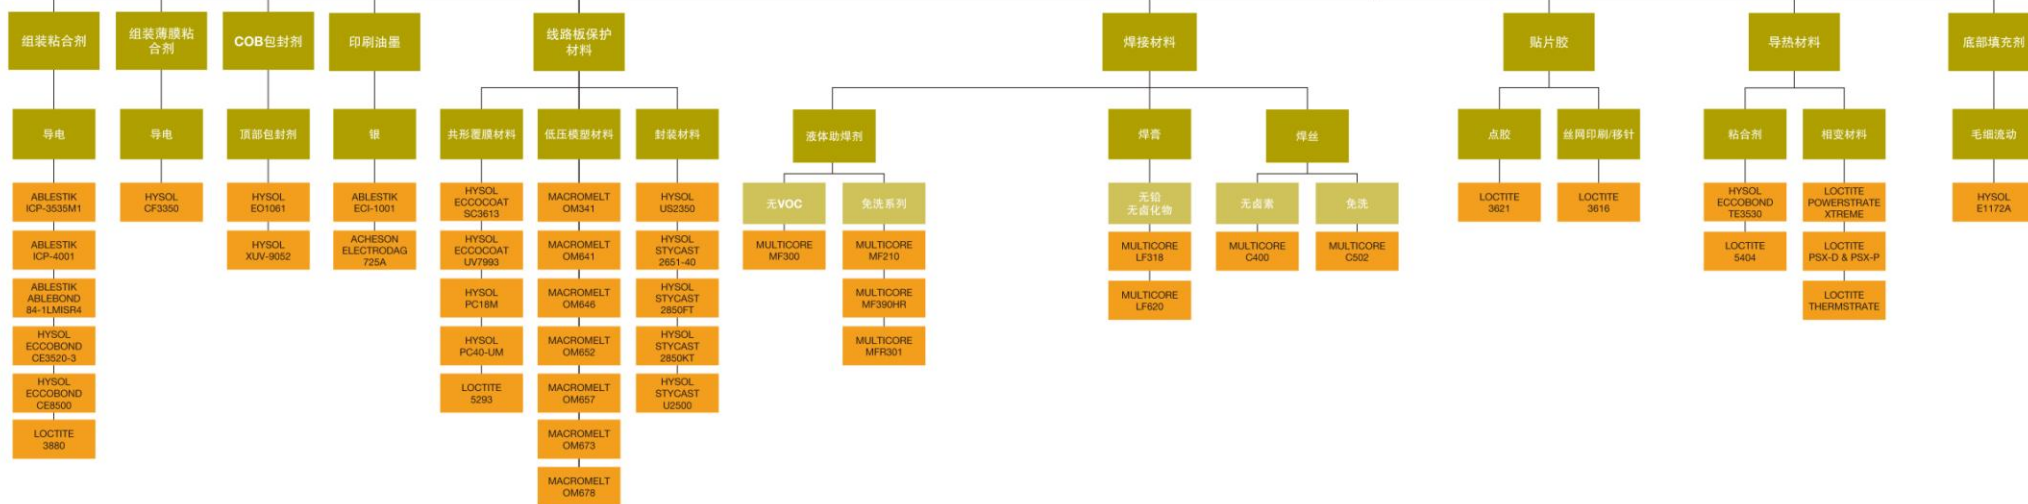 组装粘合剂
组装薄膜粘
合剂
COB包封剂
印刷油墨
线路板保护
材料
焊接材料
贴片胶
导热材料
底部填充剂
导电
导电
顶部包封剂
银
共形覆膜材料
低压模塑材料
封装材料
液体助焊剂
焊膏
焊丝
点胶
丝网印刷/移针
粘合剂
相变材料
毛细流动
ABLESTIK
ICP-3535M1
ABLESTIK
ICP-4001
ABLESTIK
ABLEBOND
84-1LMISR4
HYSOL
ECCOBOND
CE3520-3
HYSOL
ECCOBOND
CE8500
LOCTITE
3880
HYSOL
CF3350
HYSOL
EO1061
HYSOL
XUV-9052
ABLESTIK
ECI-1001
ACHESON
ELECTRODAG
725A
HYSOL
ECCOCOAT
SC3613
HYSOL
ECCOCOAT
UV7993
HYSOL
PC18M
HYSOL
PC40-UM
LOCTITE
5293
MACROMELT
OM341
MACROMELT
OM641
MACROMELT
OM646
MACROMELT
OM652
MACROMELT
OM657
MACROMELT
OM673
MACROMELT
OM678
HYSOL
US2350
HYSOL
STYCAST
2651-40
HYSOL
STYCAST
2850FT
HYSOL
STYCAST
2850KT
HYSOL
STYCAST
U2500
无VOC
MULTICORE
MF300
免洗系列
MULTICORE
MF210
MULTICORE
MF390HR
MULTICORE
MFR301
无铅
无卤化物
MULTICORE
LF318
MULTICORE
LF620
无卤素
MULTICORE
C400
免洗
MULTICORE
C502
LOCTITE
3621
LOCTITE
3616
HYSOL
ECCOBOND
TE3530
LOCTITE
5404
LOCTITE
POWERSTRATE
XTREME
LOCTITE
PSX-D & PSX-P
LOCTITE
THERMSTRATE
HYSOL
E1172A